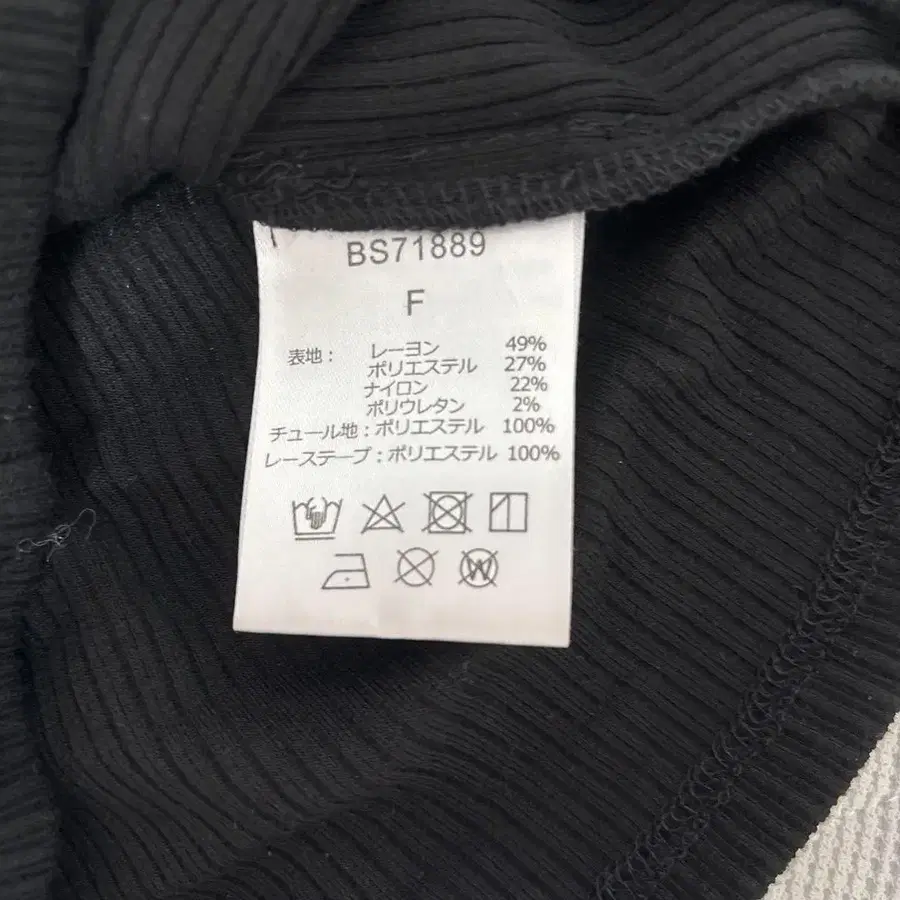 BS71889
F
表地： レーヨン 49%
ポリエステル 27%
ナイロン 22%
ポリウレタン 2%
チュール地：ポリエステル 100%
レーステープ：ポリエステル 100%
W